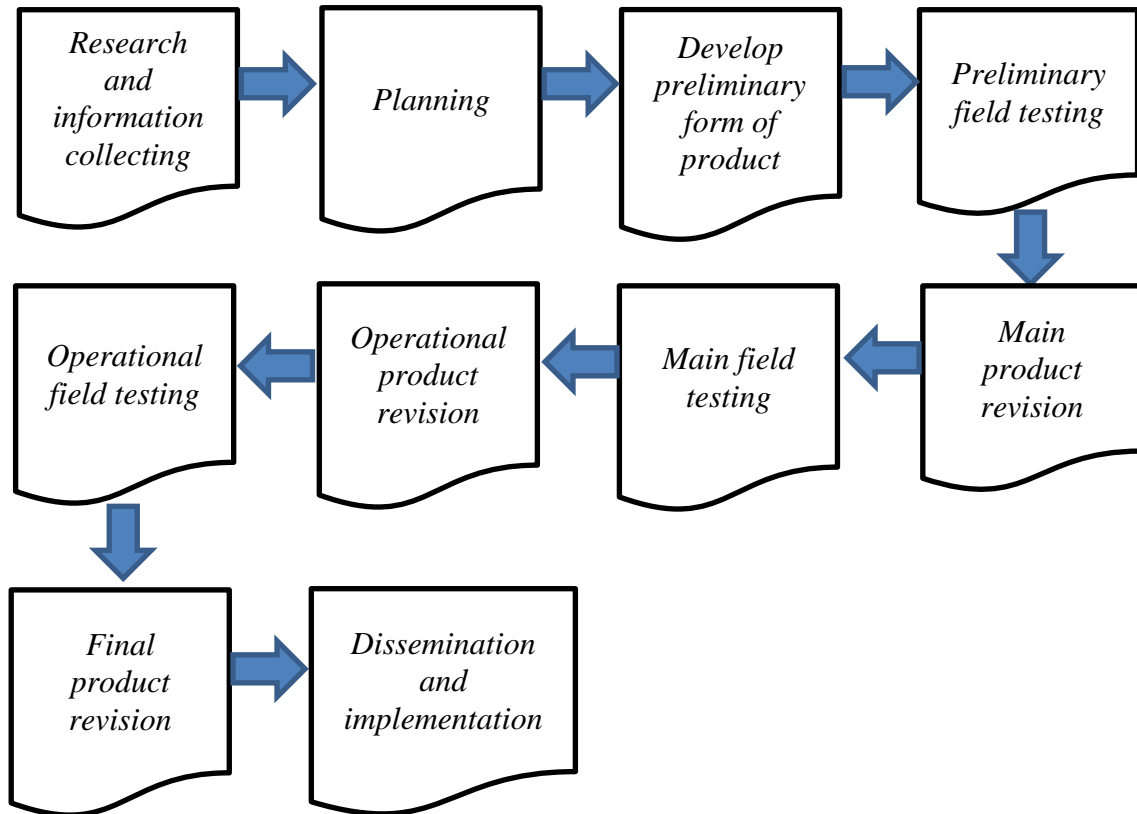 Research
and
information
collecting
Planning
Develop
preliminary
form of
product
Preliminary
field testing
Main
product
revision
Main field
testing
Operational
product
revision
Operational
field testing
Final
product
revision
Dissemination
and
implementation